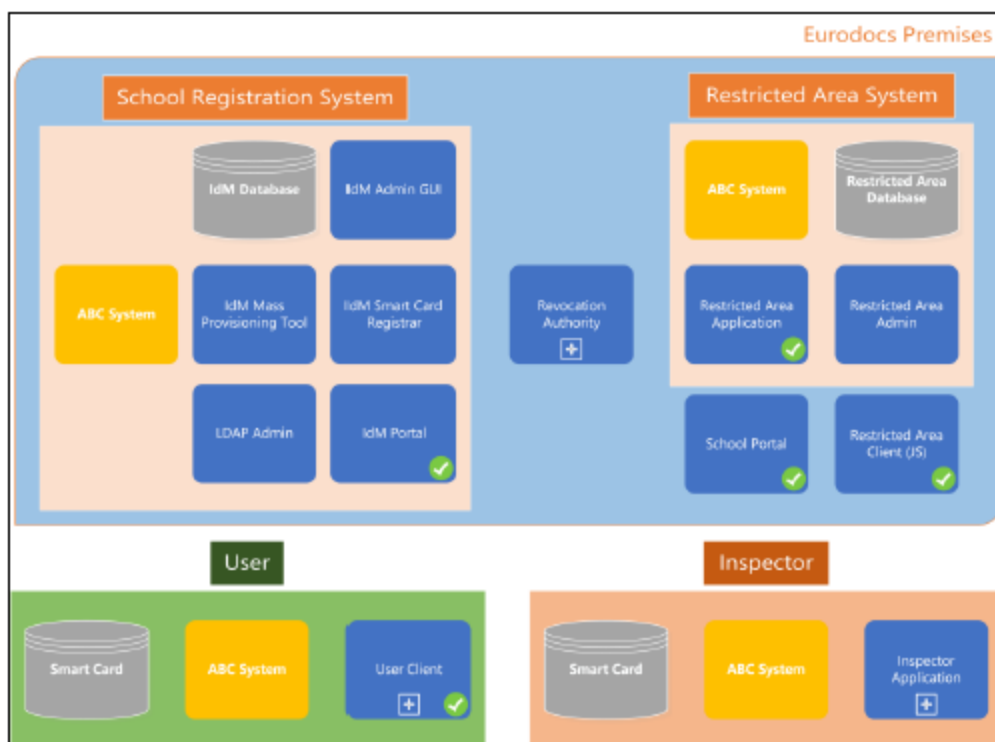 Eurodocs Premises
School Registration System
Restricted Area System
IdM Database
IdM Admin GUI
ABC System
Restricted Area
Database
ABC System
IdM Mass
Provisioning Tool
IdM Smart Card
Registrar
Revocation
Authority
Restricted Area
Application
Restricted Area
Admin
LDAP Admin
IdM Portal
School Portal
Restricted Area
Client (JS)
User
Inspector
Smart Card
ABC System
User Client
Smart Card
ABC System
Inspector
Application